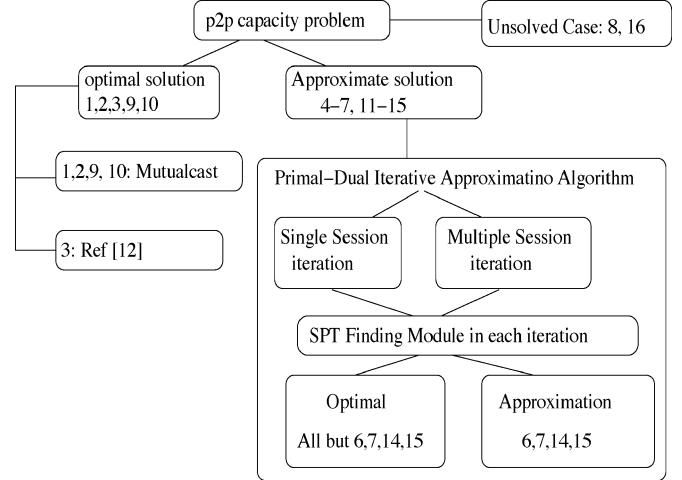 p2p capacity problem
Unsolved Case: 8, 16
optimal solution
1,2,3,9,10
Approximate solution
4–7, 11–15
1,2,9, 10: Mutualcast
3: Ref [12]
Primal–Dual Iterative Approximatino Algorithm
Single Session
iteration
Multiple Session
iteration
SPT Finding Module in each iteration
Optimal
All but 6,7,14,15
Approximation
6,7,14,15